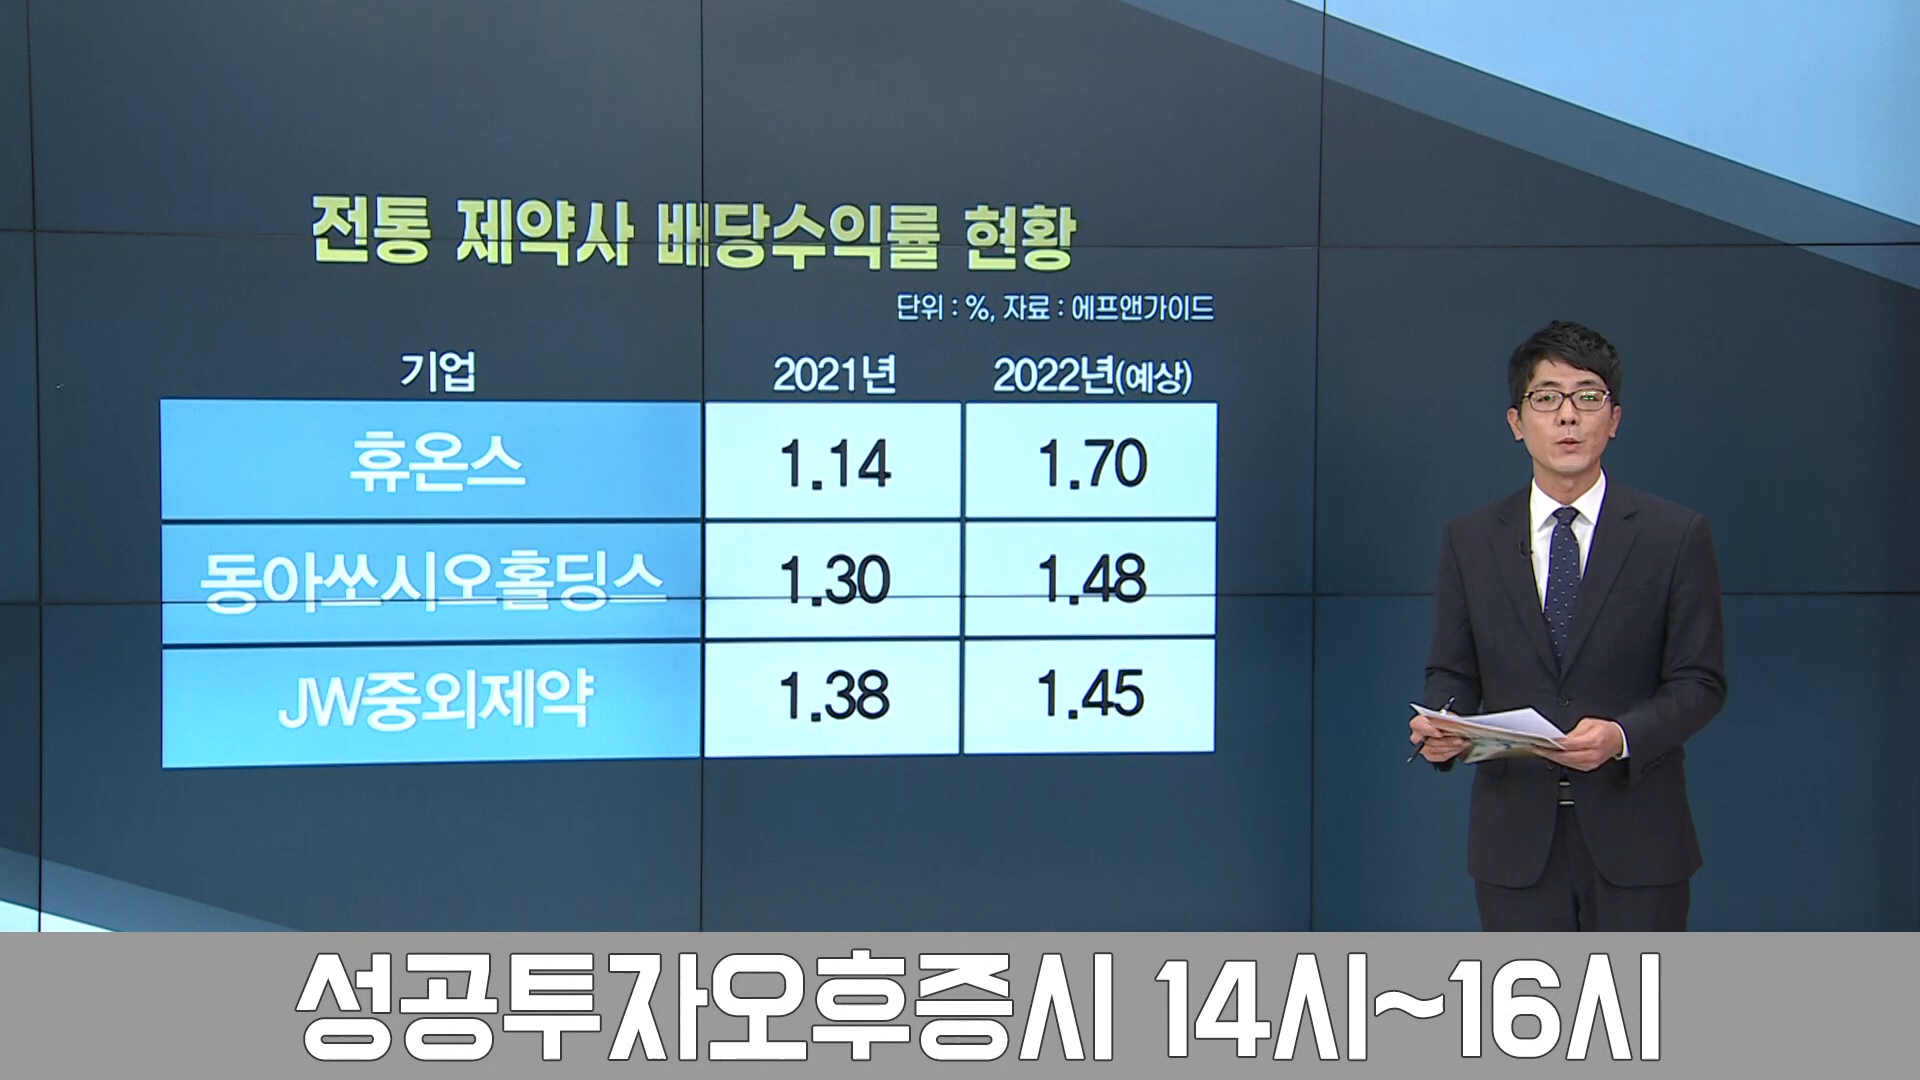 전통 제약사 배당수익률 현황
단위 : %, 자료 : 에프앤가이드
기업 2021년 2022년(예상)
휴온스 1.14 1.70
동아쏘시오홀딩스 1.30 1.48
JW중외제약 1.38 1.45
성공투자오후증시 14시~16시